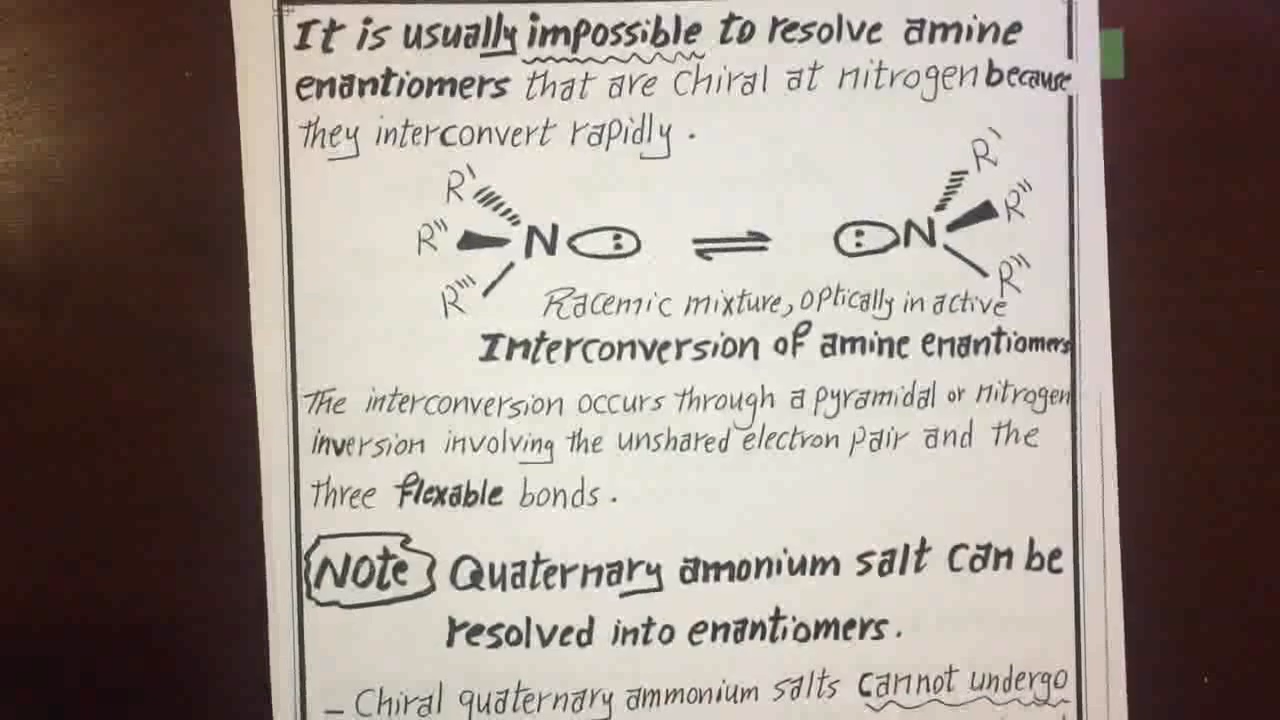 It is usually impossible to resolve amine
enantiomers that are chiral at nitrogen because
they interconvert rapidly.
R' R'
R'' N : ⇌ : N R''
R''' R'''
Racemic mixture, optically in active
Interconversion of amine enantiomers
The interconversion occurs through a pyramidal or nitrogen
inversion involving the unshared electron pair and the
three flexable bonds.
Note Quaternary amonium salt can be
resolved into enantiomers.
– Chiral quaternary ammonium salts cannot undergo